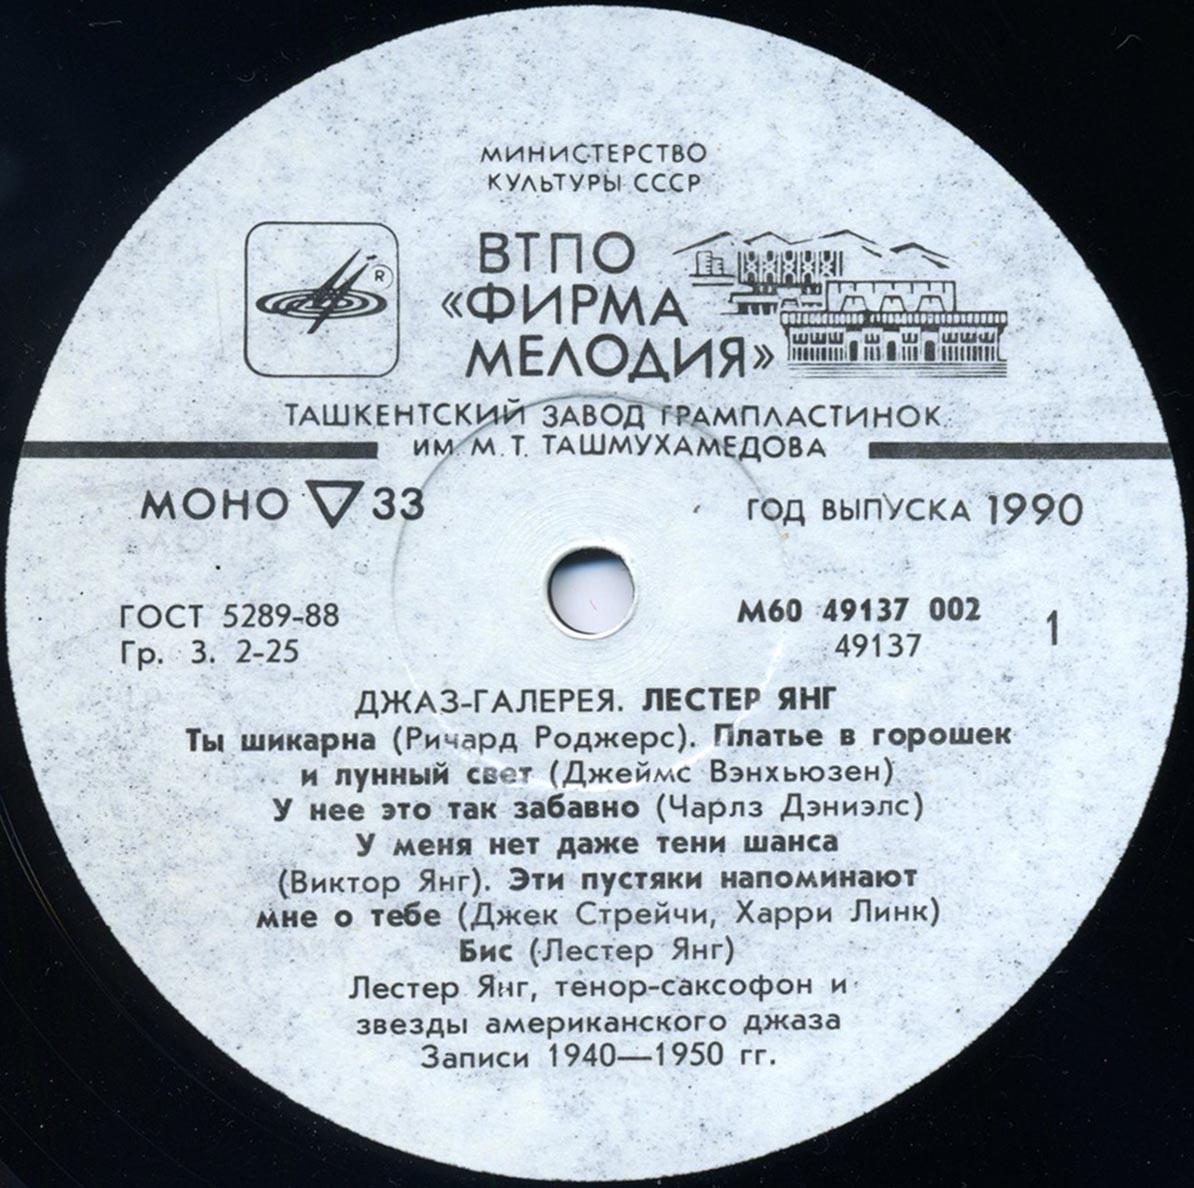 МИНИСТЕРСТВО
КУЛЬТУРЫ СССР
ВТПО
«ФИРМА
МЕЛОДИЯ»
®
ТАШКЕНТСКИЙ ЗАВОД ГРАМПЛАСТИНОК
ИМ. М. Т. ТАШМУХАМЕДОВА
МОНО 33
ГОД ВЫПУСКА 1990
ГОСТ 5289-88
Гр. 3. 2-25
М60 49137 002
49137
1
ДЖАЗ-ГАЛЕРЕЯ. ЛЕСТЕР ЯНГ
Ты шикарна (Ричард Роджерс). Платье в горошек
и лунный свет (Джеймс Вэнхьюзен)
У нее это так забавно (Чарлз Дэниэлс)
У меня нет даже тени шанса
(Виктор Янг). Эти пустяки напоминают
мне о тебе (Джек Стрейчи, Харри Линк)
Бис (Лестер Янг)
Лестер Янг, тенор-саксофон и
звезды американского джаза
Записи 1940—1950 гг.